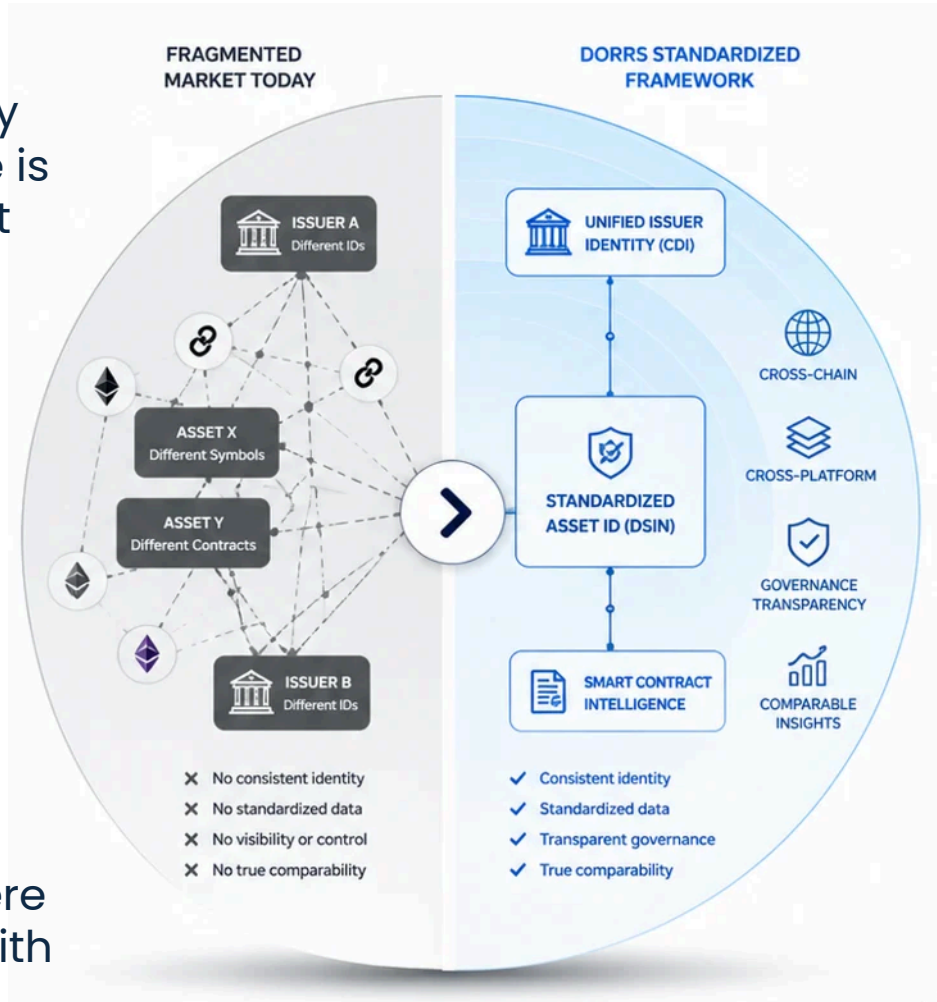 FRAGMENTED
MARKET TODAY
DORRS STANDARDIZED
FRAMEWORK
y
e is
t
ISSUER A
Different IDs
ASSET X
Different Symbols
ASSET Y
Different Contracts
ISSUER B
Different IDs
✕ No consistent identity
✕ No standardized data
✕ No visibility or control
✕ No true comparability
UNIFIED ISSUER
IDENTITY (CDI)
STANDARDIZED
ASSET ID (DSIN)
SMART CONTRACT
INTELLIGENCE
CROSS-CHAIN
CROSS-PLATFORM
GOVERNANCE
TRANSPARENCY
COMPARABLE
INSIGHTS
✓ Consistent identity
✓ Standardized data
✓ Transparent governance
✓ True comparability
ere
ith